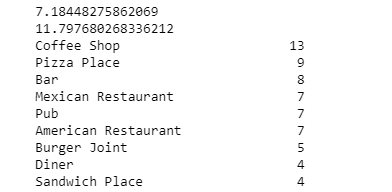 7.18448275862069
11.797680268336212
Coffee Shop 13
Pizza Place 9
Bar 8
Mexican Restaurant 7
Pub 7
American Restaurant 7
Burger Joint 5
Diner 4
Sandwich Place 4